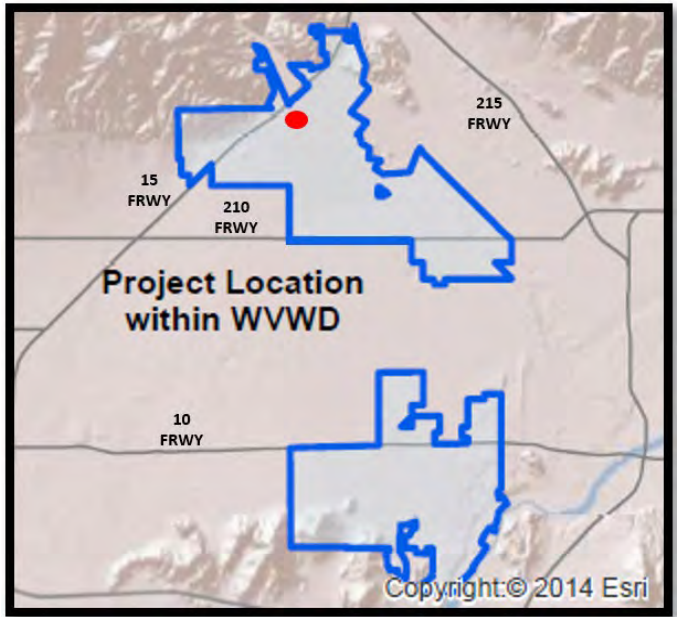 215
FRWY
15
FRWY
210
FRWY
Project Location
within WVWD
10
FRWY
Copyright:© 2014 Esri